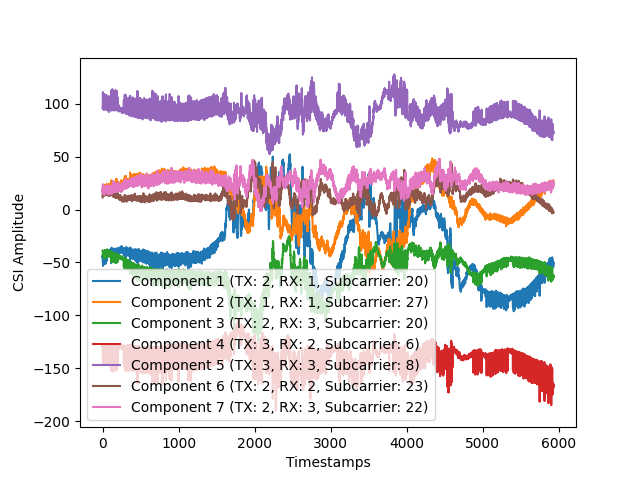 100
50
0
−50
−100
−150
−200
CSI Amplitude
Component 1 (TX: 2, RX: 1, Subcarrier: 20)
Component 2 (TX: 1, RX: 1, Subcarrier: 27)
Component 3 (TX: 2, RX: 3, Subcarrier: 20)
Component 4 (TX: 3, RX: 2, Subcarrier: 6)
Component 5 (TX: 3, RX: 3, Subcarrier: 8)
Component 6 (TX: 2, RX: 2, Subcarrier: 23)
Component 7 (TX: 2, RX: 3, Subcarrier: 22)
0 1000 2000 3000 4000 5000 6000
Timestamps